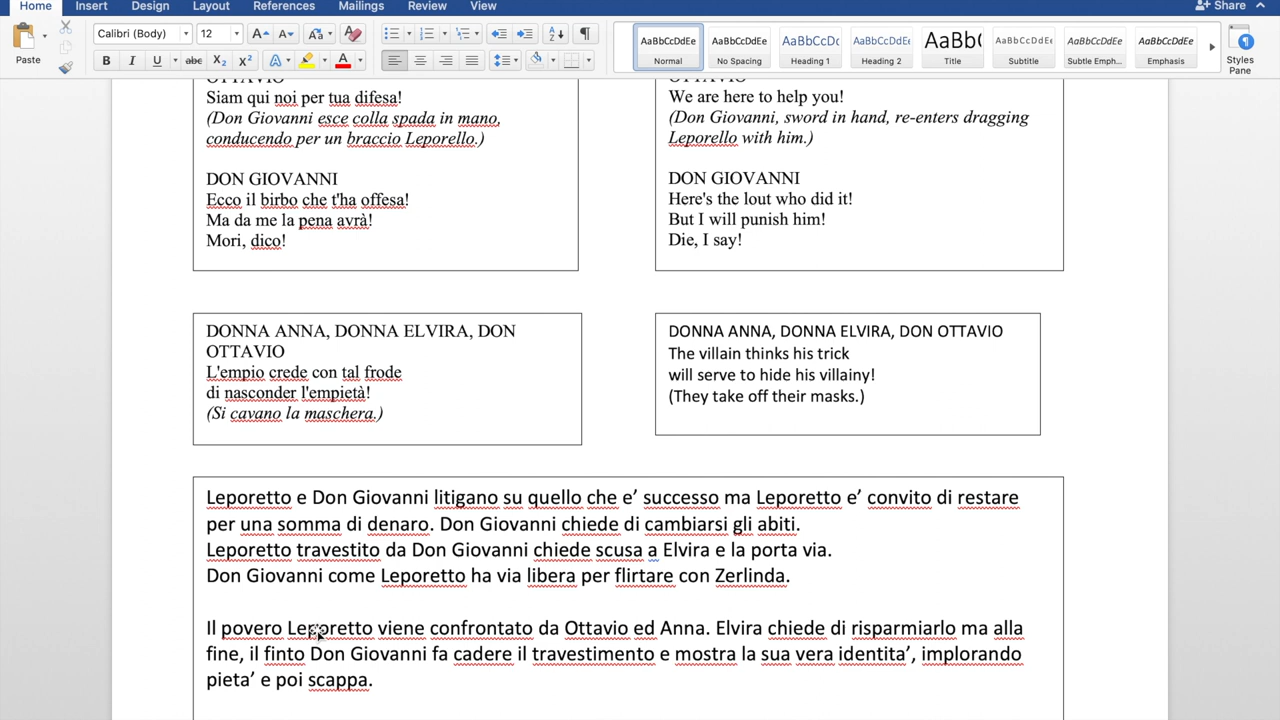 Home Insert Design Layout References Mailings Review View Share
Calibri (Body) 12
Paste
AaBbCcDdEe AaBbCcDdEe AaBbCcDc AaBbCcDdEe AaBb( AaBbCcDdEe AaBbCcDdEe AaBbCcDdEe
Normal No Spacing Heading 1 Heading 2 Title Subtitle Subtle Emph... Emphasis Styles Pane
OTTAVIO
Siam qui noi per tua difesa!
(Don Giovanni esce colla spada in mano,
conducendo per un braccio Leporello.)
DON GIOVANNI
Ecco il birbo che t'ha offesa!
Ma da me la pena avrà!
Mori, dico!
OTTAVIO
We are here to help you!
(Don Giovanni, sword in hand, re-enters dragging
Leporello with him.)
DON GIOVANNI
Here's the lout who did it!
But I will punish him!
Die, I say!
DONNA ANNA, DONNA ELVIRA, DON
OTTAVIO
L'empio crede con tal frode
di nasconder l'empietà!
(Si cavano la maschera.)
DONNA ANNA, DONNA ELVIRA, DON OTTAVIO
The villain thinks his trick
will serve to hide his villainy!
(They take off their masks.)
Leporetto e Don Giovanni litigano su quello che e’ successo ma Leporetto e’ convito di restare
per una somma di denaro. Don Giovanni chiede di cambiarsi gli abiti.
Leporetto travestito da Don Giovanni chiede scusa a Elvira e la porta via.
Don Giovanni come Leporetto ha via libera per flirtare con Zerlinda.
Il povero Leporetto viene confrontato da Ottavio ed Anna. Elvira chiede di risparmiarlo ma alla
fine, il finto Don Giovanni fa cadere il travestimento e mostra la sua vera identita’, implorando
pieta’ e poi scappa.